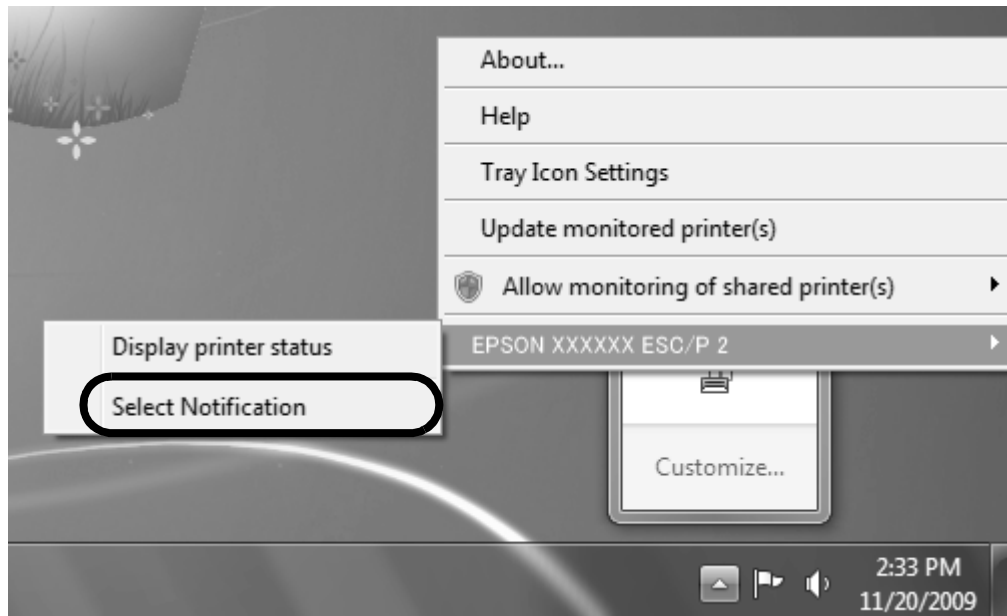 About...
Help
Tray Icon Settings
Update monitored printer(s)
Allow monitoring of shared printer(s)
EPSON XXXXXX ESC/P 2
Display printer status
Select Notification
Customize...
2:33 PM
11/20/2009